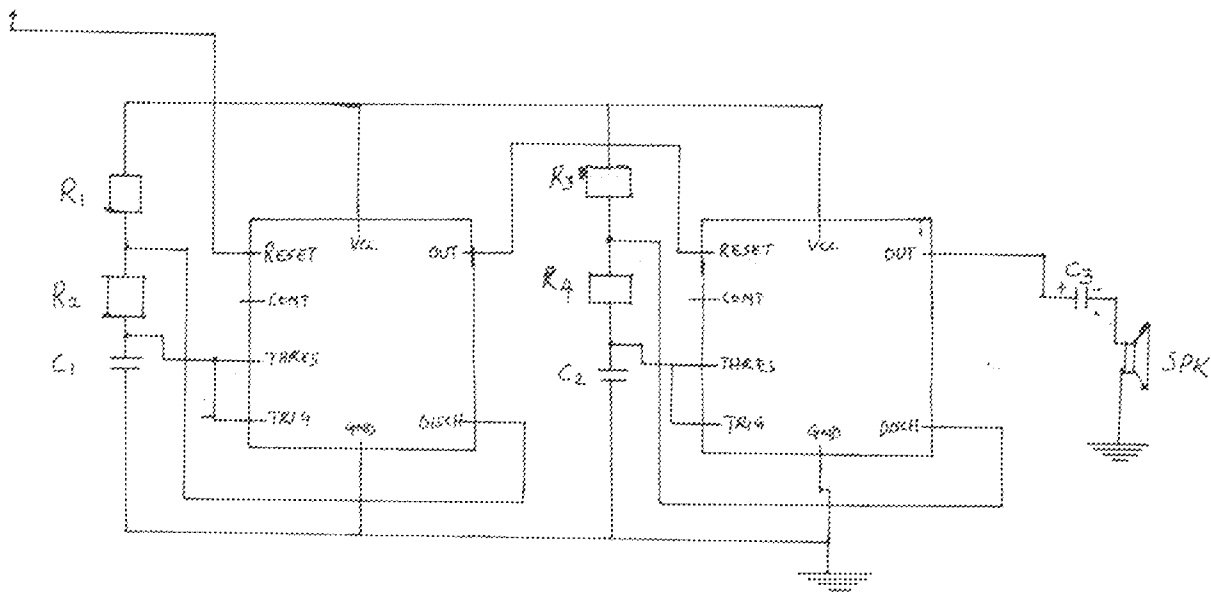 R1
R2
C1
RESET
VCC
OUT
CONT
THRES
TRIG
GND
DISCH
R3
R4
C2
RESET
VCC
OUT
CONT
THRES
TRIG
GND
DISCH
C3
+
-
SPK